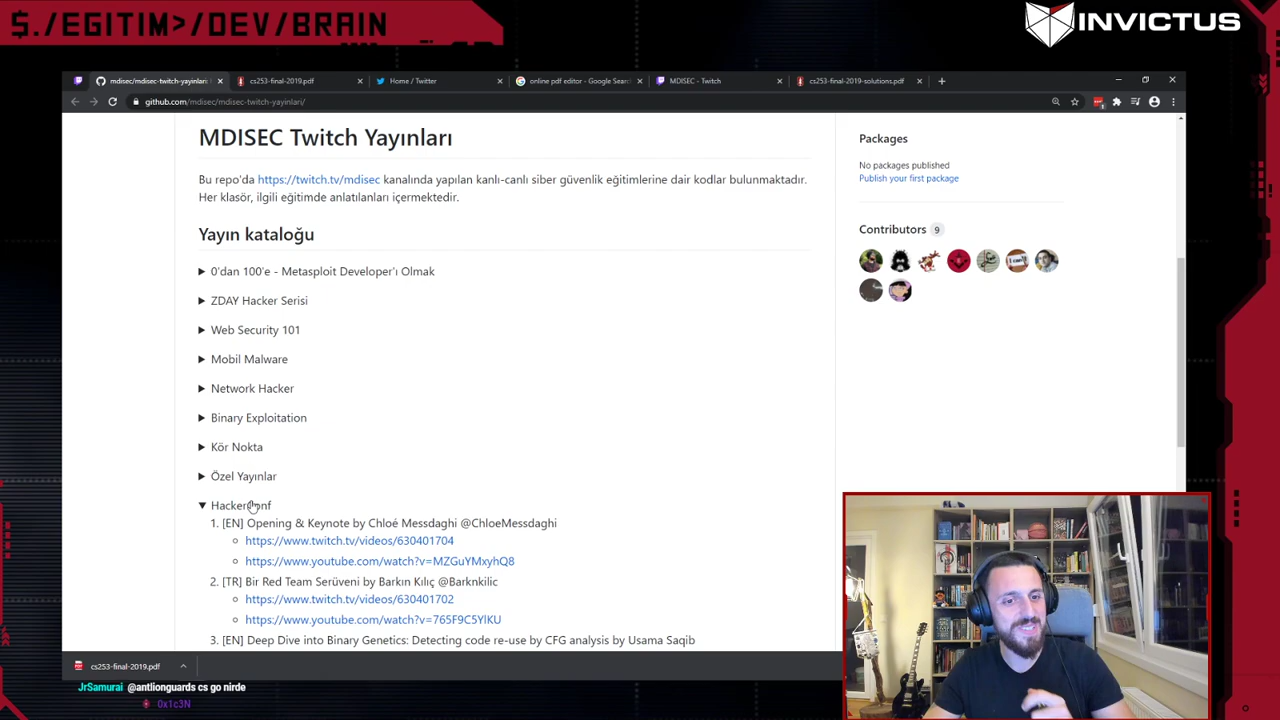 $./EGITIM>/DEV/BRAIN
INVICTUS
mdisec/mdisec-twitch-yayinlari:
cs253-final-2019.pdf
Home / Twitter
online pdf editor - Google Sear
MDISEC - Twitch
cs253-final-2019-solutions.pdf
github.com/mdisec/mdisec-twitch-yayinlari/
MDISEC Twitch Yayınları
Bu repo'da https://twitch.tv/mdisec kanalında yapılan kanlı-canlı siber güvenlik eğitimlerine dair kodlar bulunmaktadır.
Her klasör, ilgili eğitimde anlatılanları içermektedir.
Yayın kataloğu
0'dan 100'e - Metasploit Developer'ı Olmak
ZDAY Hacker Serisi
Web Security 101
Mobil Malware
Network Hacker
Binary Exploitation
Kör Nokta
Özel Yayınlar
HackerConf
1. [EN] Opening & Keynote by Chloé Messdaghi @ChloeMessdaghi
https://www.twitch.tv/videos/630401704
https://www.youtube.com/watch?v=MZGuYMxyhQ8
2. [TR] Bir Red Team Serüveni by Barkın Kılıç @Barknkilic
https://www.twitch.tv/videos/630401702
https://www.youtube.com/watch?v=765F9C5YlKU
3. [EN] Deep Dive into Binary Genetics: Detecting code re-use by CFG analysis by Usama Saqib
Packages
No packages published
Publish your first package
Contributors 9
cs253-final-2019.pdf
JrSamurai @antlionguards cs go nirde
0x1c3N